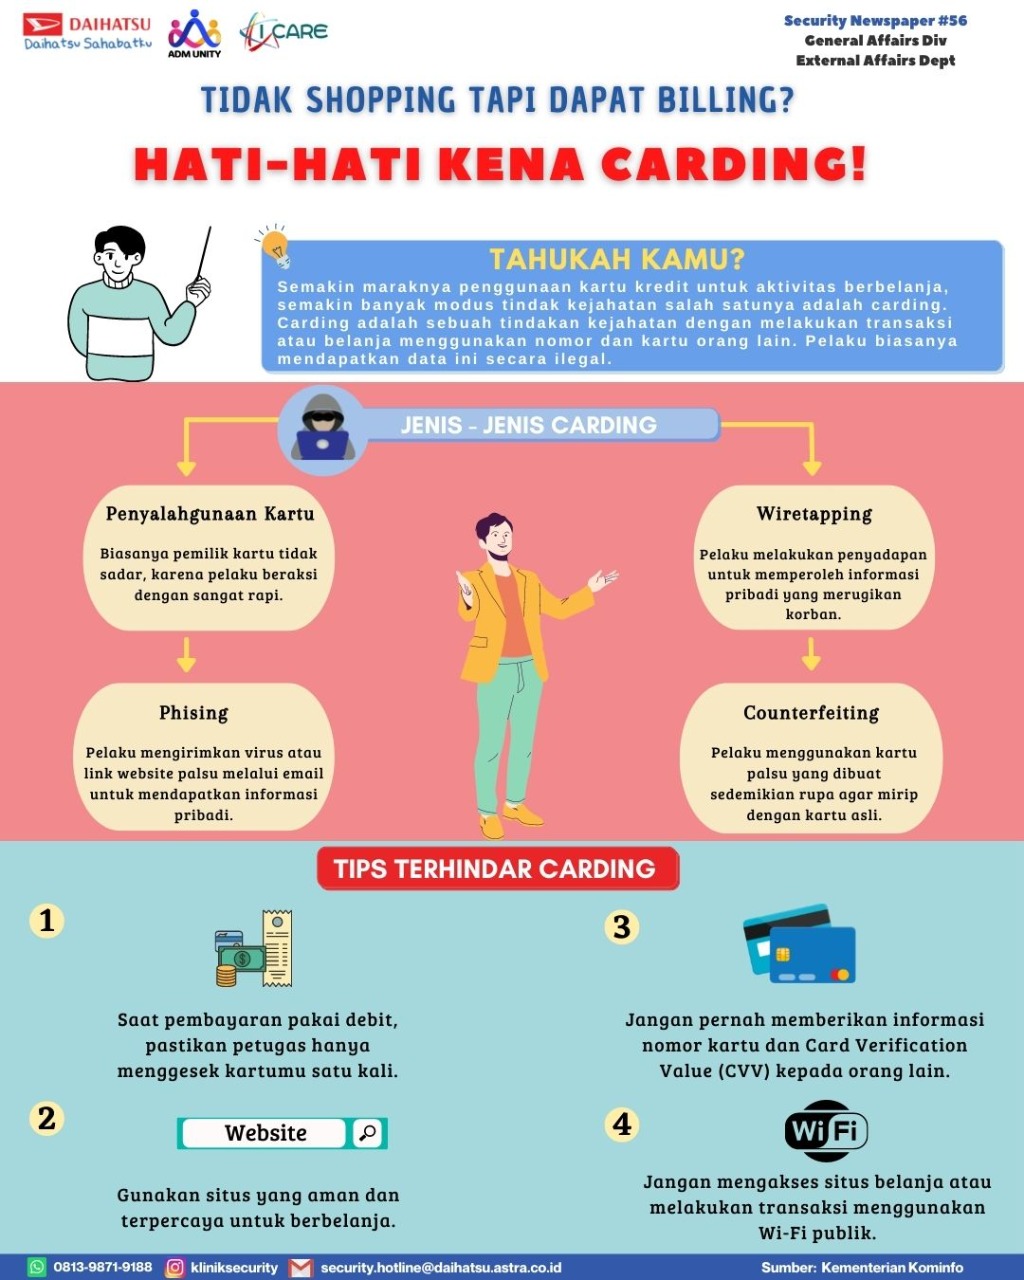 DAIHATSU
Daihatsu Sahabatku
ADM UNITY
iCARE
Security Newspaper #56
General Affairs Div
External Affairs Dept
TIDAK SHOPPING TAPI DAPAT BILLING?
HATI-HATI KENA CARDING!
TAHUKAH KAMU?
Semakin maraknya penggunaan kartu kredit untuk aktivitas berbelanja,
semakin banyak modus tindak kejahatan salah satunya adalah carding.
Carding adalah sebuah tindakan kejahatan dengan melakukan transaksi
atau belanja menggunakan nomor dan kartu orang lain. Pelaku biasanya
mendapatkan data ini secara ilegal.
JENIS - JENIS CARDING
Penyalahgunaan Kartu
Biasanya pemilik kartu tidak
sadar, karena pelaku beraksi
dengan sangat rapi.
Wiretapping
Pelaku melakukan penyadapan
untuk memperoleh informasi
pribadi yang merugikan
korban.
Phising
Pelaku mengirimkan virus atau
link website palsu melalui email
untuk mendapatkan informasi
pribadi.
Counterfeiting
Pelaku menggunakan kartu
palsu yang dibuat
sedemikian rupa agar mirip
dengan kartu asli.
TIPS TERHINDAR CARDING
1
Saat pembayaran pakai debit,
pastikan petugas hanya
menggesek kartumu satu kali.
2
Website
Gunakan situs yang aman dan
terpercaya untuk berbelanja.
3
Jangan pernah memberikan informasi
nomor kartu dan Card Verification
Value (CVV) kepada orang lain.
4
Wi Fi
Jangan mengakses situs belanja atau
melakukan transaksi menggunakan
Wi-Fi publik.
0813-9871-9188
kliniksecurity
security.hotline@daihatsu.astra.co.id
Sumber: Kementerian Kominfo